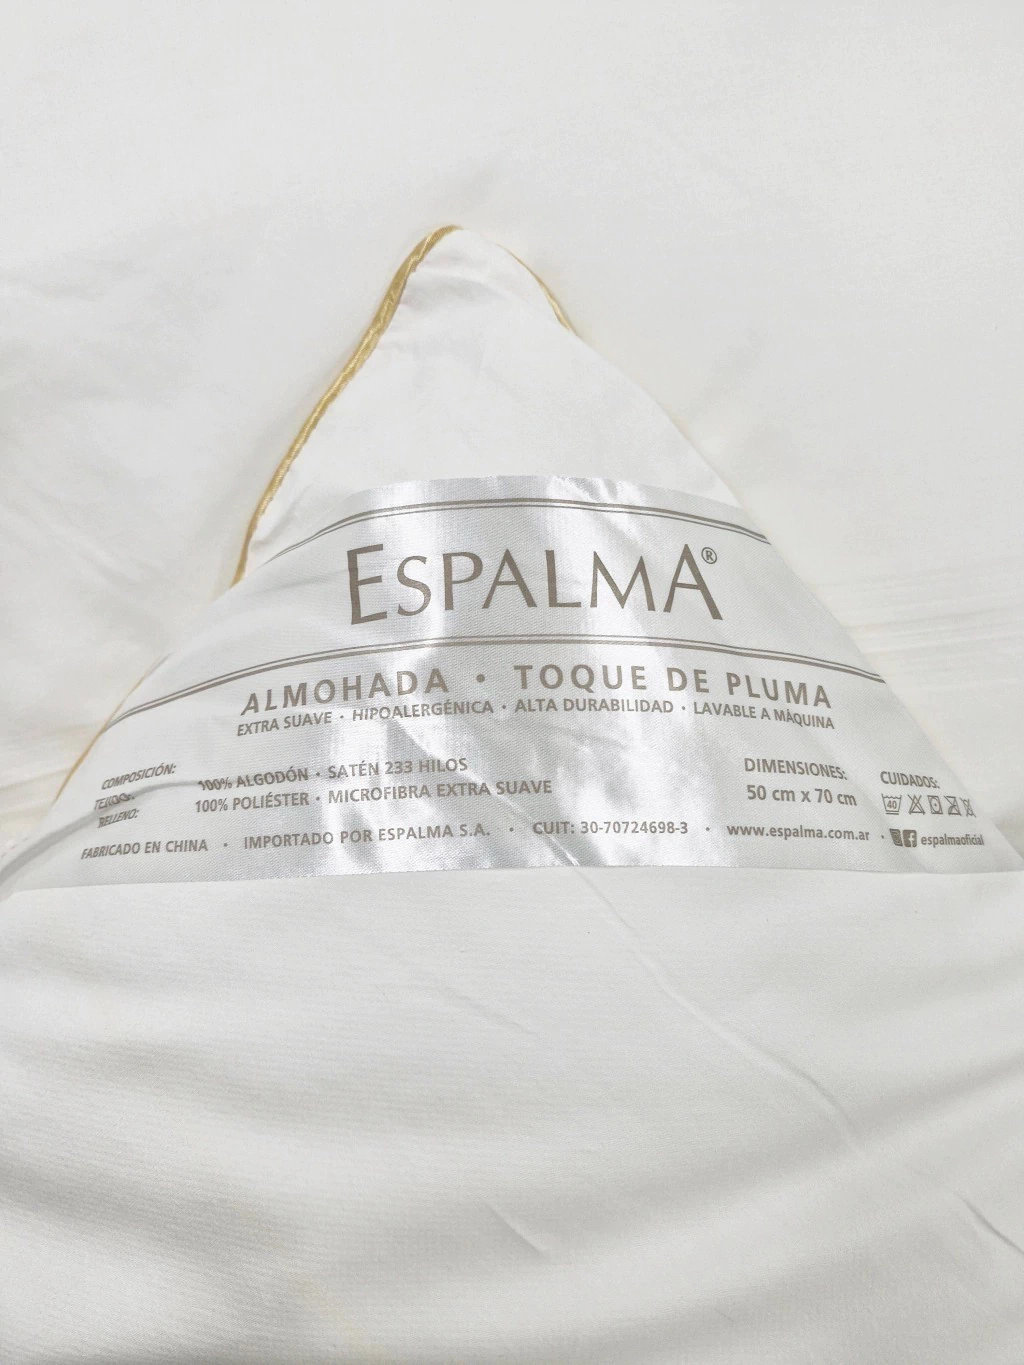 ESPALMA®
ALMOHADA • TOQUE DE PLUMA
EXTRA SUAVE • HIPOALERGÉNICA • ALTA DURABILIDAD • LAVABLE A MÁQUINA
COMPOSICIÓN:
TEJIDOS: 100% ALGODÓN • SATÉN 233 HILOS
RELLENO: 100% POLIÉSTER • MICROFIBRA EXTRA SUAVE
DIMENSIONES:
50 cm x 70 cm
CUIDADOS:
40
FABRICADO EN CHINA • IMPORTADO POR ESPALMA S.A. • CUIT: 30-70724698-3 • www.espalma.com.ar • espalmaoficial